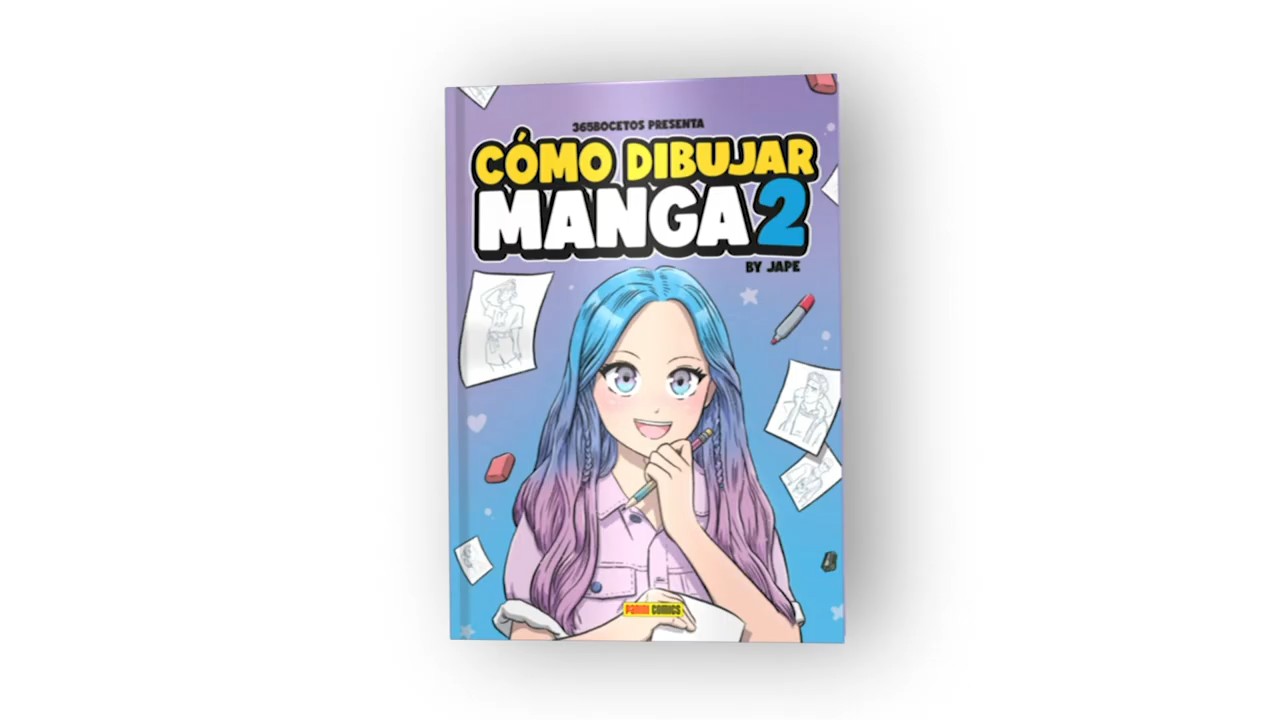 365BOCETOS PRESENTA
CÓMO DIBUJAR
MANGA 2
BY JAPE
PANINI COMICS